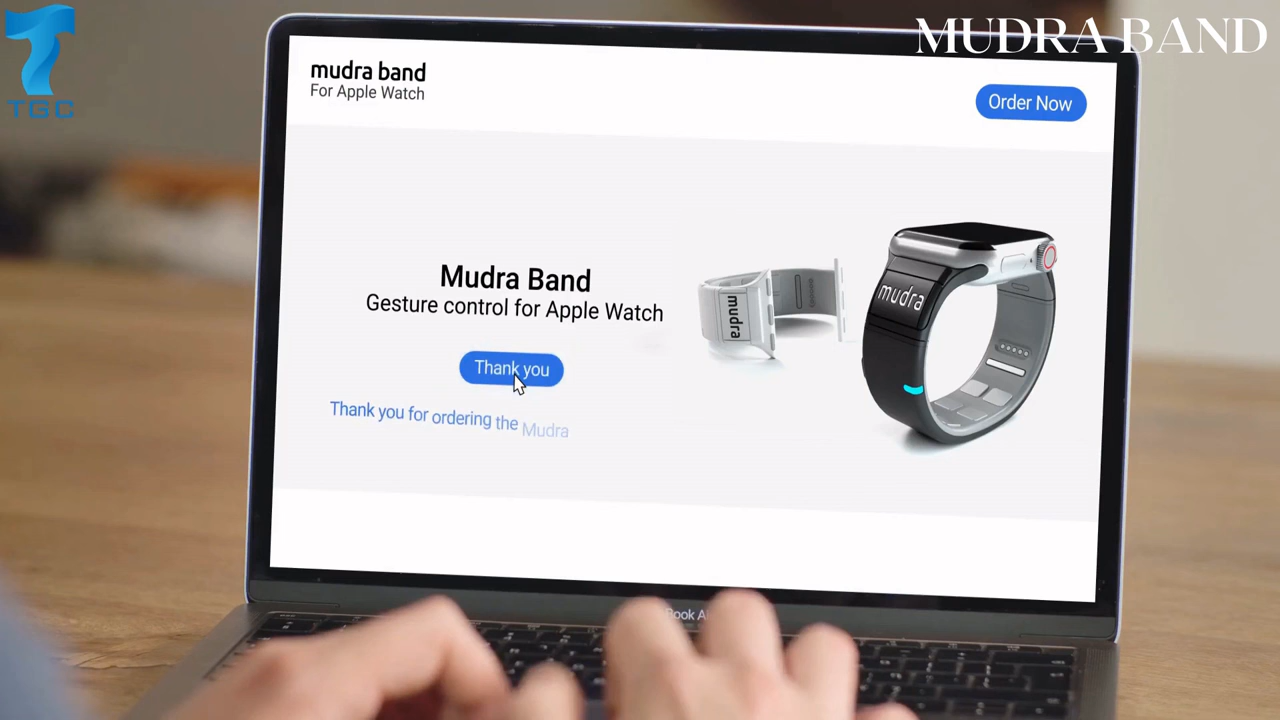 TGC
MUDRA BAND
mudra band
For Apple Watch
Order Now
Mudra Band
Gesture control for Apple Watch
Thank you
Thank you for ordering the Mudra
mudra
mudra
Book A